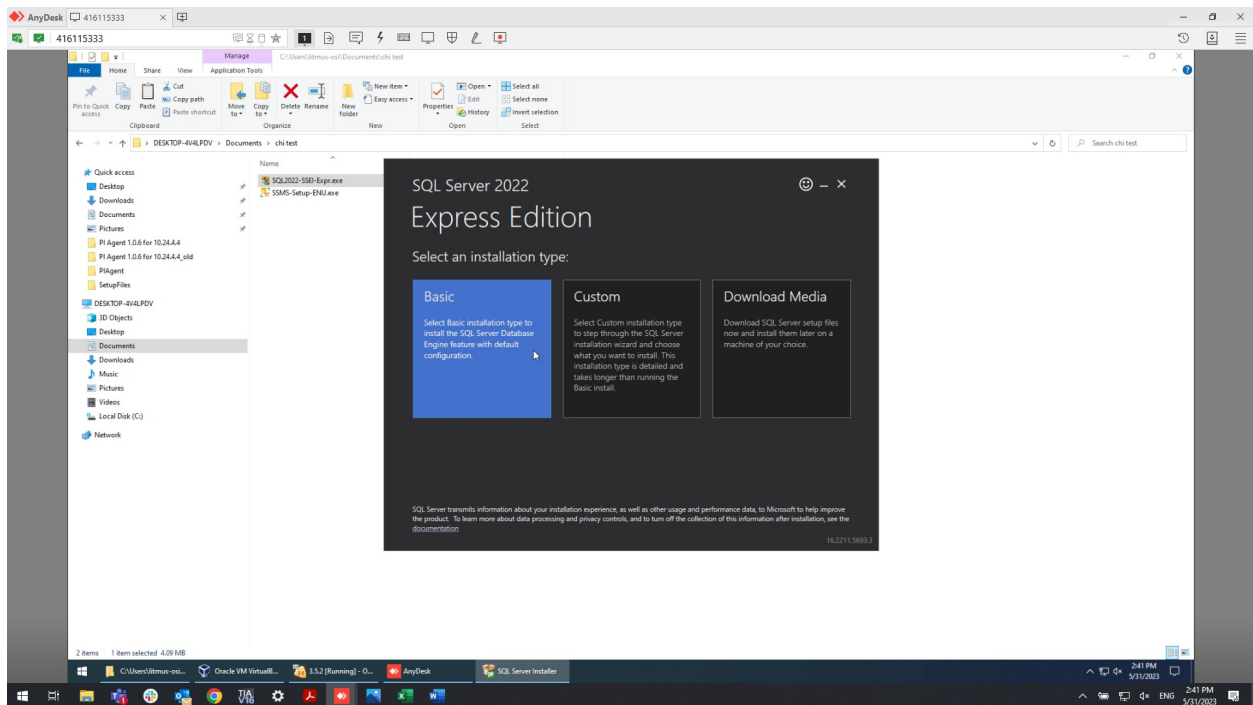 AnyDesk 416115333
416115333
1
Manage C:\Users\litmus-osi\Documents\chi test
File Home Share View Application Tools
Pin to Quick access
Copy
Paste
Cut
Copy path
Paste shortcut
Move to
Copy to
Delete
Rename
New folder
New item
Easy access
Properties
Open
Edit
History
Select all
Select none
Invert selection
Clipboard Organize New Open Select
DESKTOP-4V4LPDV > Documents > chi test
Search chi test
Quick access
Desktop
Downloads
Documents
Pictures
PI Agent 1.0.6 for 10.24.4.4
PI Agent 1.0.6 for 10.24.4.4_old
PIAgent
SetupFiles
DESKTOP-4V4LPDV
3D Objects
Desktop
Documents
Downloads
Music
Pictures
Videos
Local Disk (C:)
Network
Name
SQL2022-SSEI-Expr.exe
SSMS-Setup-ENU.exe
SQL Server 2022
Express Edition
Select an installation type:
Basic
Select Basic installation type to
install the SQL Server Database
Engine feature with default
configuration.
Custom
Select Custom installation type
to step through the SQL Server
installation wizard and choose
what you want to install. This
installation type is detailed and
takes longer than running the
Basic install.
Download Media
Download SQL Server setup files
now and install them later on a
machine of your choice.
SQL Server transmits information about your installation experience, as well as other usage and performance data, to Microsoft to help improve
the product. To learn more about data processing and privacy controls, and to turn off the collection of this information after installation, see the
documentation
16.2211.5693.3
2 items 1 item selected 4.09 MB
C:\Users\litmus-osi... Oracle VM VirtualB... 3.5.2 [Running] - O... AnyDesk SQL Server Installer
2:41 PM
5/31/2023
ENG
2:41 PM
5/31/2023